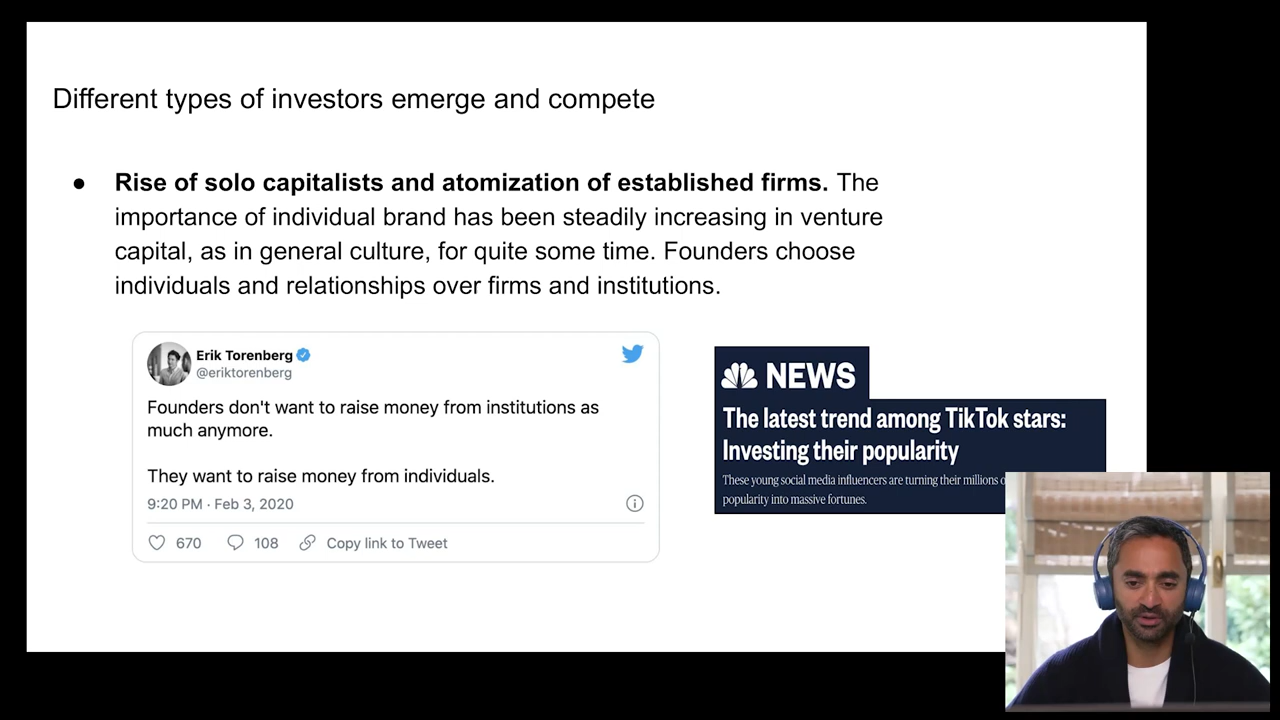 Different types of investors emerge and compete
● Rise of solo capitalists and atomization of established firms. The
importance of individual brand has been steadily increasing in venture
capital, as in general culture, for quite some time. Founders choose
individuals and relationships over firms and institutions.
Erik Torenberg
@eriktorenberg
Founders don't want to raise money from institutions as
much anymore.
They want to raise money from individuals.
9:20 PM · Feb 3, 2020
670 108 Copy link to Tweet
NEWS
The latest trend among TikTok stars:
Investing their popularity
These young social media influencers are turning their millions
popularity into massive fortunes.